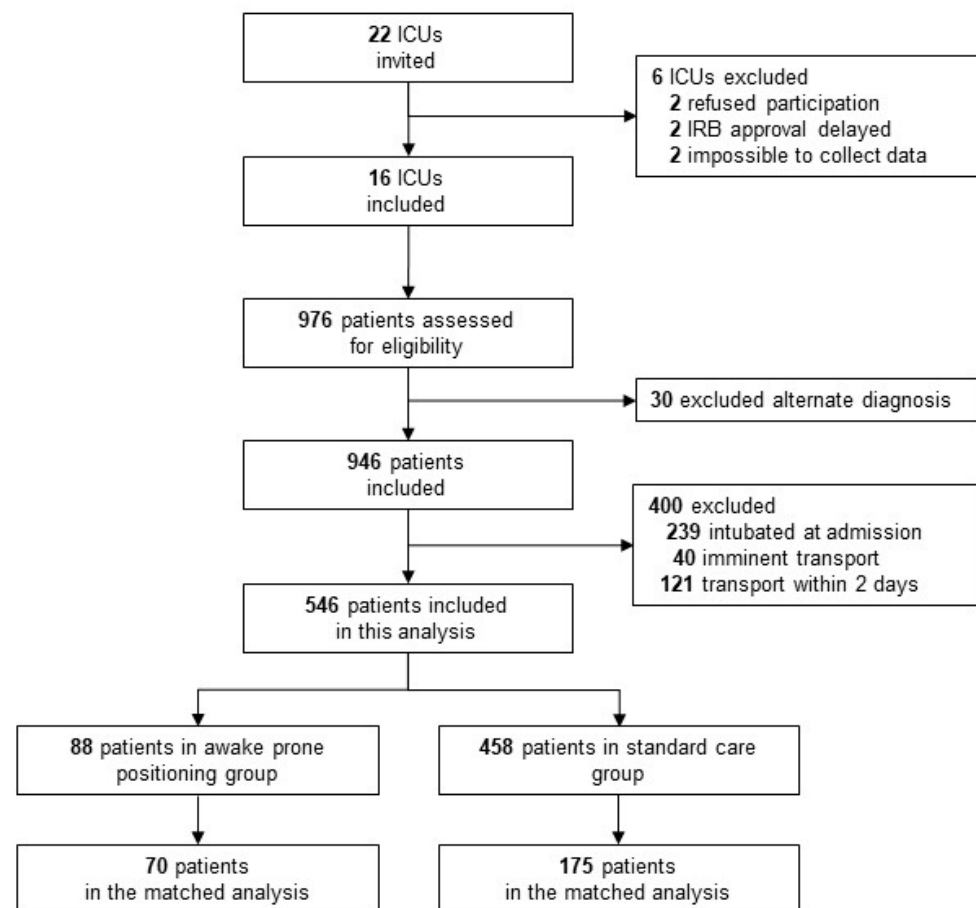 22 ICUs
invited
6 ICUs excluded
2 refused participation
2 IRB approval delayed
2 impossible to collect data
16 ICUs
included
976 patients assessed
for eligibility
30 excluded alternate diagnosis
946 patients
included
400 excluded
239 intubated at admission
40 imminent transport
121 transport within 2 days
546 patients included
in this analysis
88 patients in awake prone
positioning group
458 patients in standard care
group
70 patients
in the matched analysis
175 patients
in the matched analysis